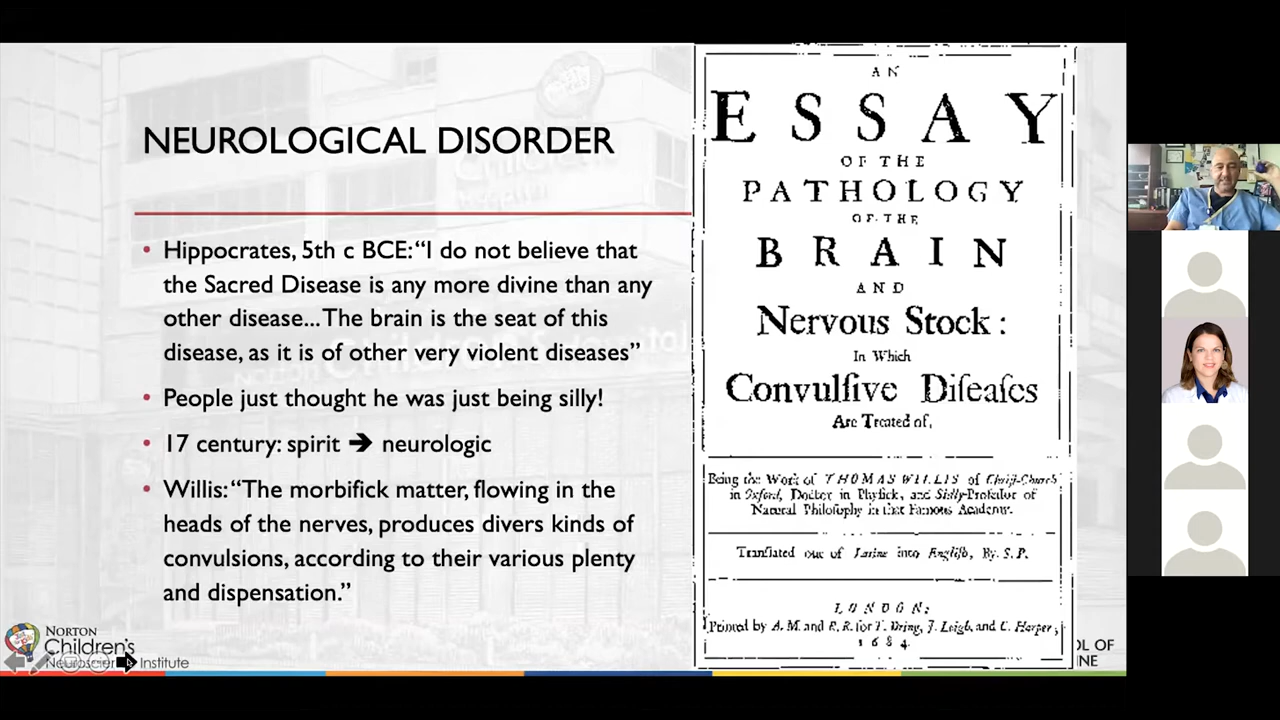 NEUROLOGICAL DISORDER
• Hippocrates, 5th c BCE: “I do not believe that
the Sacred Disease is any more divine than any
other disease... The brain is the seat of this
disease, as it is of other very violent diseases”
• People just thought he was just being silly!
• 17 century: spirit ➔ neurologic
• Willis: “The morbifick matter, flowing in the
heads of the nerves, produces divers kinds of
convulsions, according to their various plenty
and dispensation.”
AN
ESSAY
OF THE
PATHOLOGY
OF THE
BRAIN
AND
Nervous Stock:
In Which
Convulſive Diſeaſes
Are Treated of,
Being the Work of THOMAS WILLIS of Chriſt-Church
in Oxford, Doctor in Phyſick, and
Natural Philoſophy in that Famous Academy.
Tranſlated out of Latine into Engliſh, By S.P.
LONDON:
Printed by A. M. and R. R. for T. Dring, J. Leigh, and C. Harper,
1684.
NORTON
Children's
Neuroscience Institute
OL OF
INE